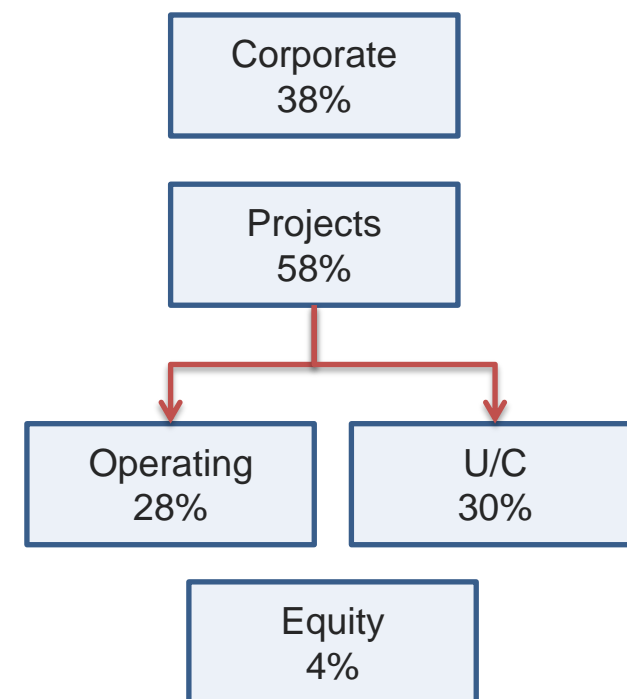 Corporate
38%
Projects
58%
Operating
28%
U/C
30%
Equity
4%